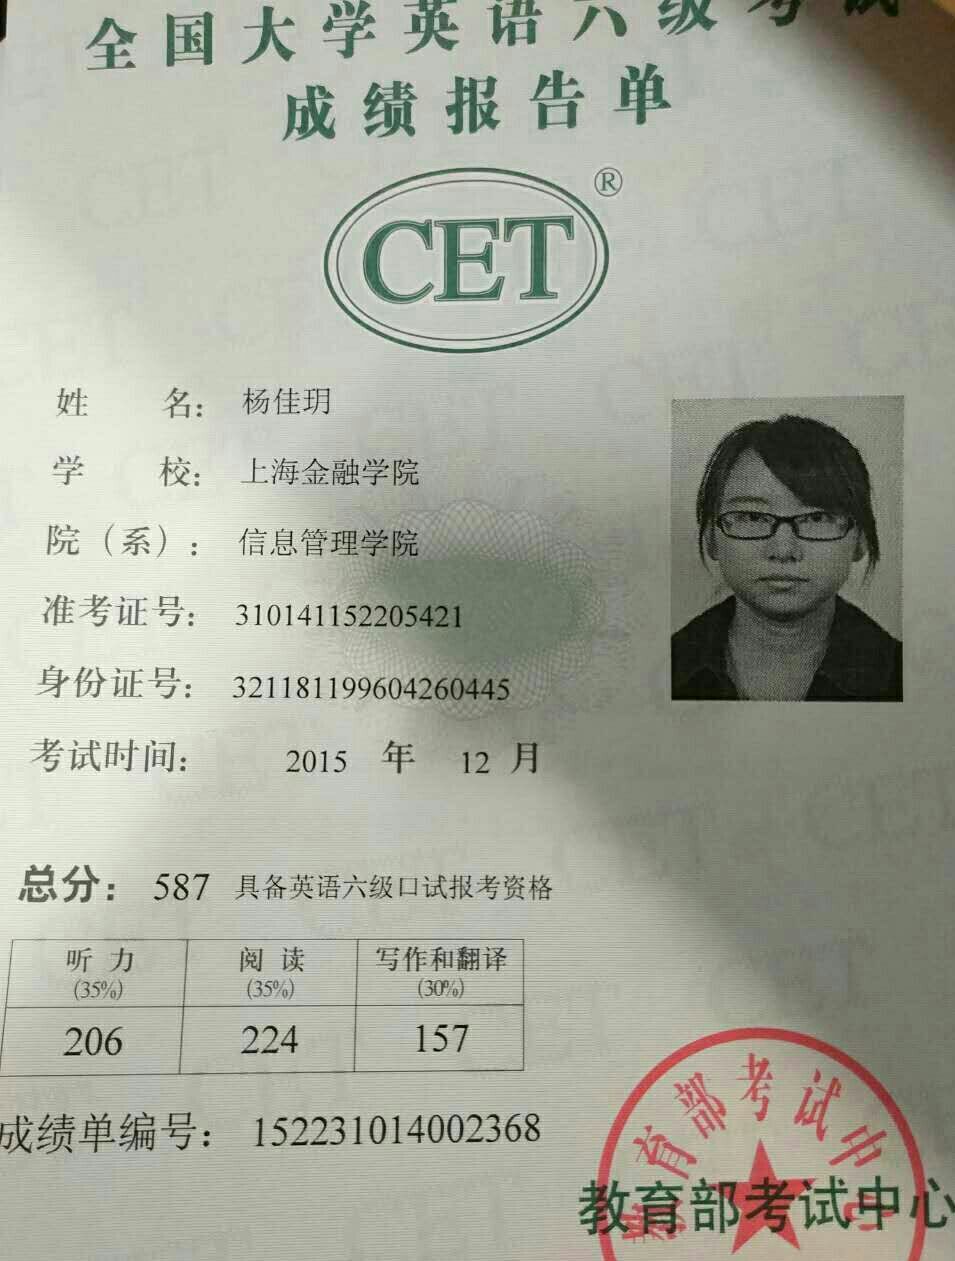 全国大学英语六级考试
成绩报告单
CET®
姓 名: 杨佳玥
学 校: 上海金融学院
院（系）: 信息管理学院
准考证号: 310141152205421
身份证号: 321181199604260445
考试时间: 2015 年 12 月
总分: 587 具备英语六级口试报考资格
听 力 阅 读 写作和翻译
(35%) (35%) (30%)
206 224 157
成绩单编号: 152231014002368
教育部考试中心
教育部考试中心